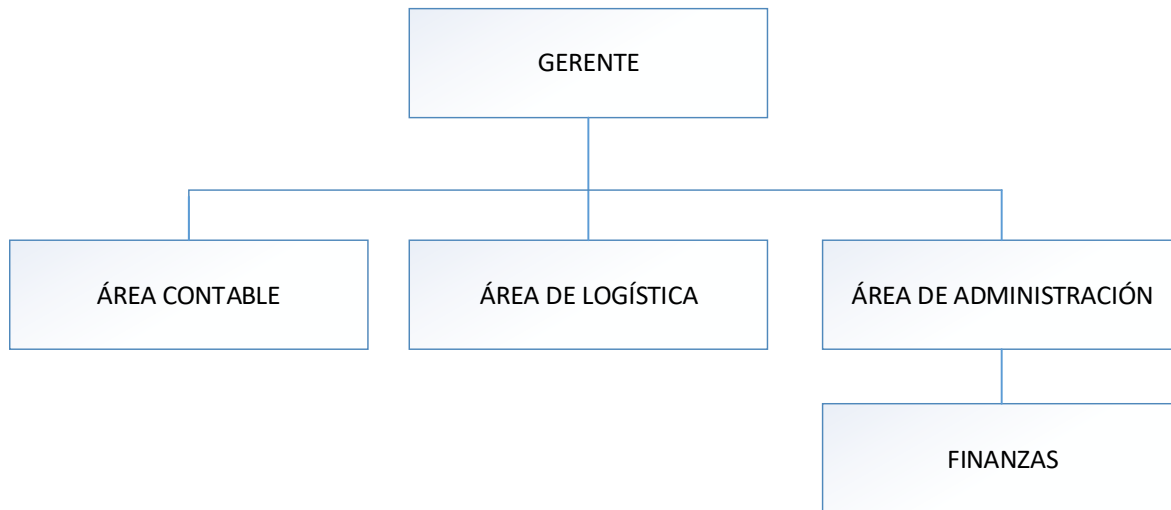 GERENTE
ÁREA CONTABLE
ÁREA DE LOGÍSTICA
ÁREA DE ADMINISTRACIÓN
FINANZAS